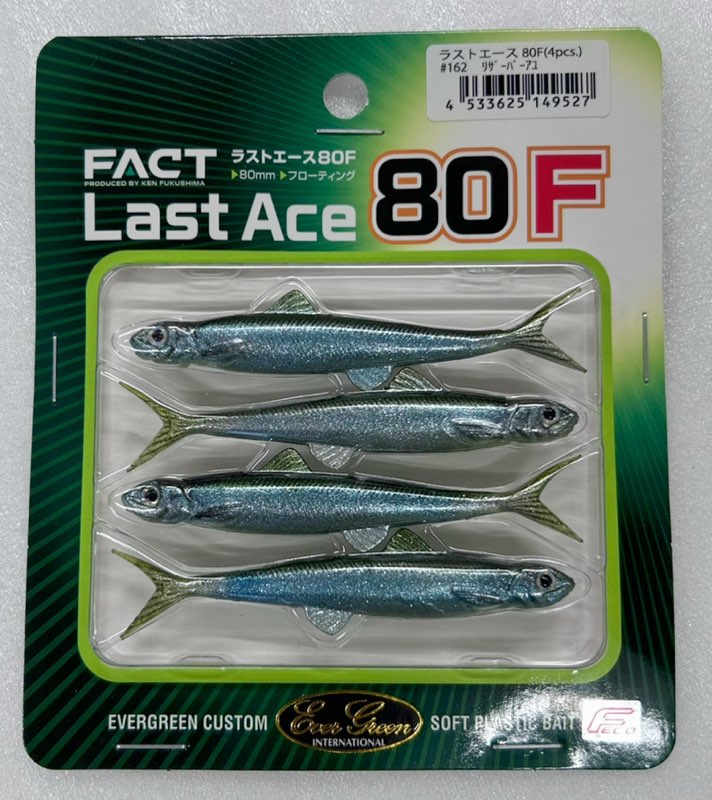 ラストエース 80F(4pcs.)
#162 ﾘｻﾞｰﾊﾞｰｱﾕ
4 533625 149527
FACT
PRODUCED BY KEN FUKUSHIMA
ラストエース80F
▶80mm ▶フローティング
Last Ace 80 F
EVERGREEN CUSTOM
Ever Green
INTERNATIONAL
SOFT PLASTIC BAIT
FECO